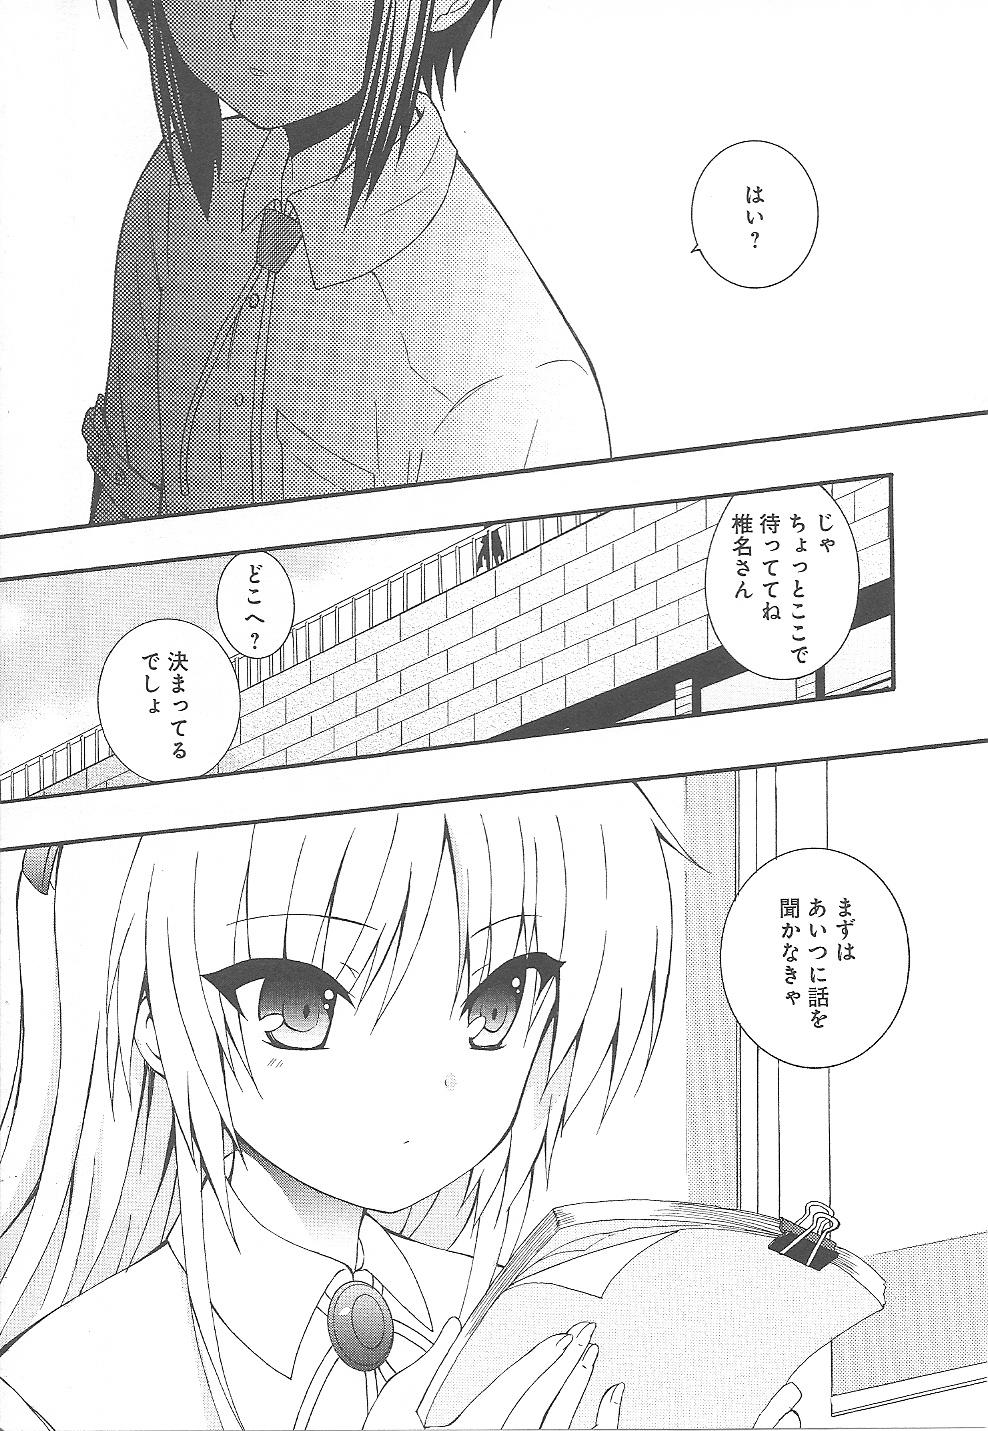 はい?
じゃ
ちょっとここで
待っててね
椎名さん
どこへ?
決まってる
でしょ
まずは
あいつに話を
聞かなきゃ